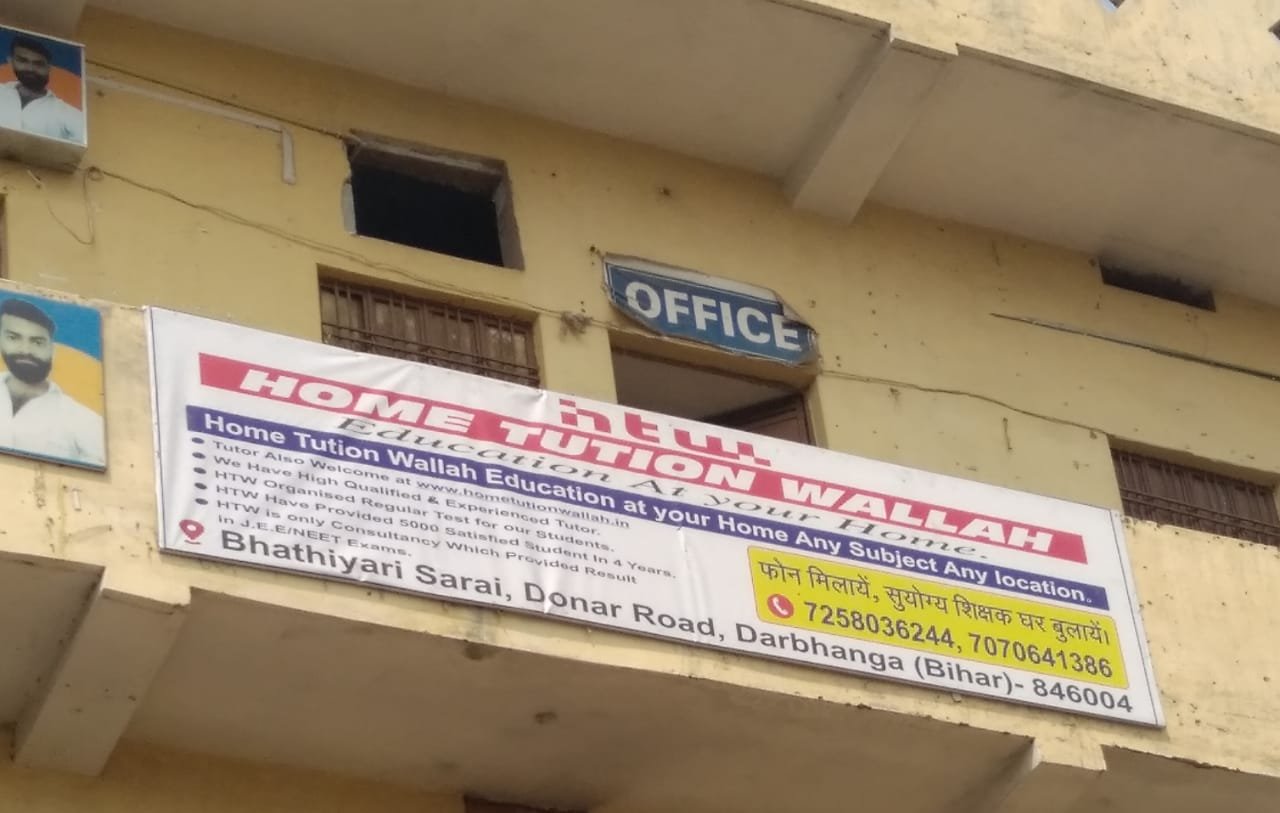 OFFICE
htw.
HOME TUTION WALLAH
Education At your Home.
Home Tution Wallah Education at your Home Any Subject Any location.
Tutor Also Welcome at www.hometutionwallah.in
We Have High Qualified & Experienced Tutor.
HTW Organised Regular Test for our Students.
HTW Have Provided 5000 Satisfied Student In 4 Years.
HTW is only Consultancy Which Provided Result
in J.E.E/NEET Exams.
फोन मिलायें, सुयोग्य शिक्षक घर बुलायें।
7258036244, 7070641386
Bhathiyari Sarai, Donar Road, Darbhanga (Bihar)- 846004